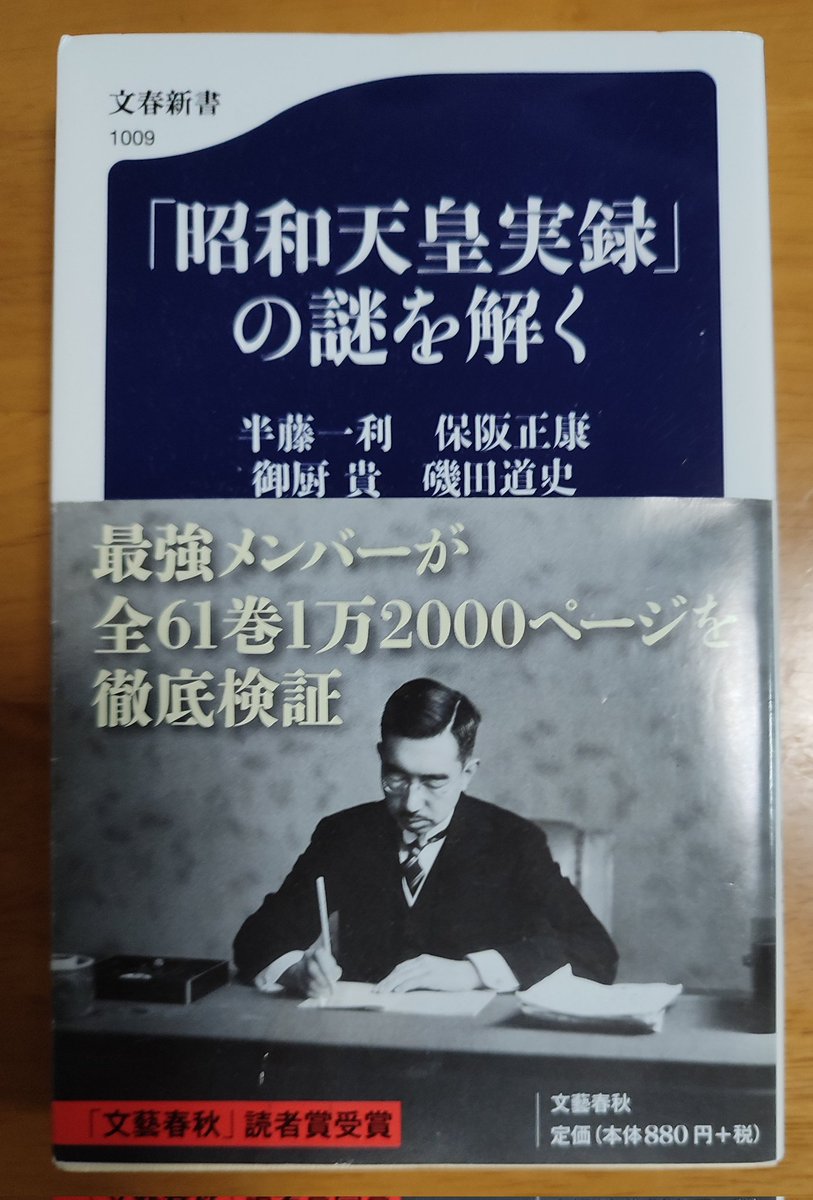 文春新書
1009
「昭和天皇実録」
の謎を解く
半藤一利　保阪正康
御厨 貴　磯田道史
最強メンバーが
全61巻1万2000ページを
徹底検証
「文藝春秋」読者賞受賞
文藝春秋
定価（本体880円＋税）